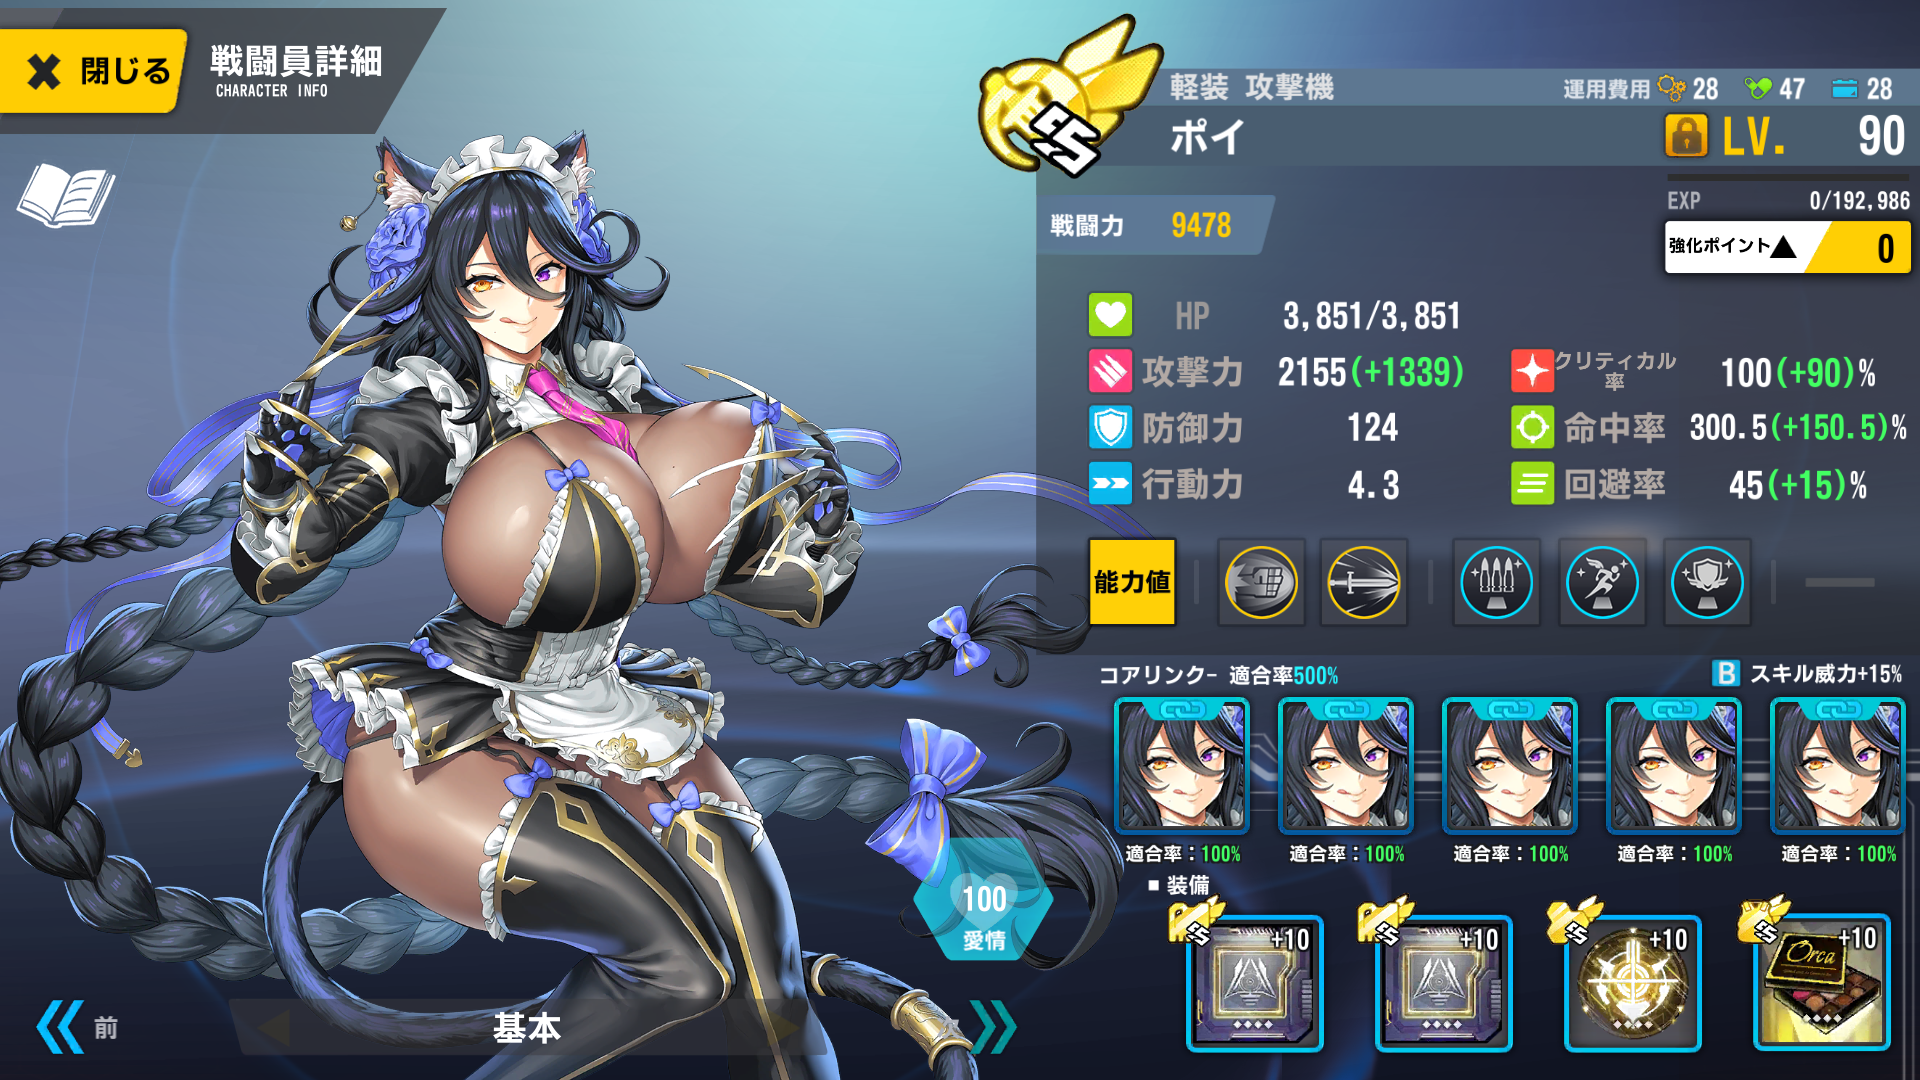 閉じる
戦闘員詳細
CHARACTER INFO
軽装 攻撃機
運用費用 28 47 28
SS
ポイ
LV. 90
EXP 0/192,986
強化ポイント▲ 0
戦闘力 9478
HP 3,851/3,851
攻撃力 2155(+1339)
クリティカル率 100(+90)%
防御力 124
命中率 300.5(+150.5)%
行動力 4.3
回避率 45(+15)%
能力値
コアリンク- 適合率500%
B スキル威力+15%
適合率：100% 適合率：100% 適合率：100% 適合率：100% 適合率：100%
■ 装備
SS +10 SS +10 SS +10 SS +10
Orca
100
愛情
前
基本